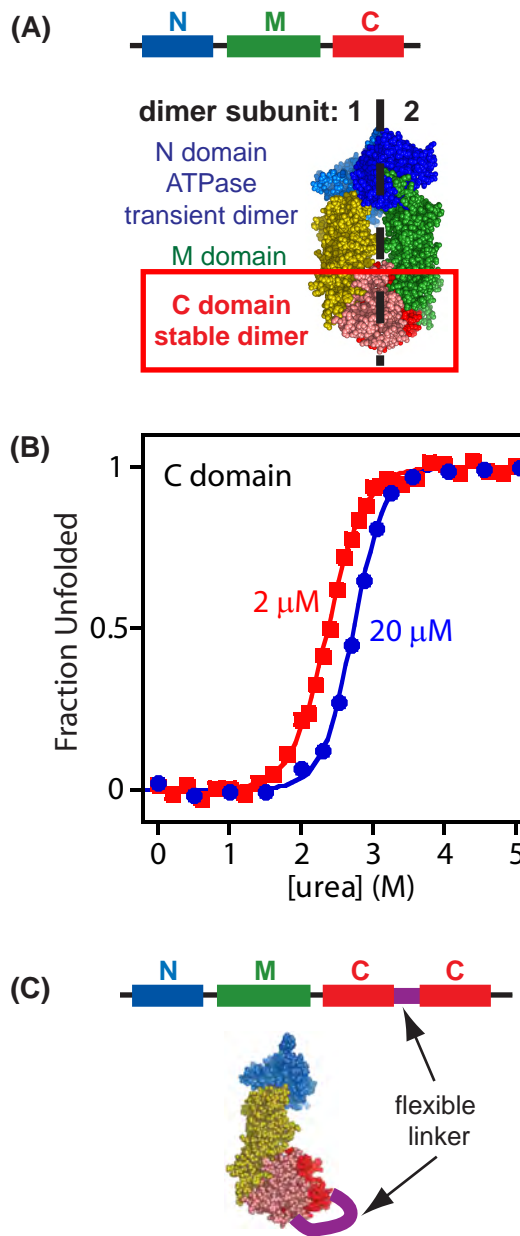 (A)
N M C
dimer subunit: 1 2
N domain
ATPase
transient dimer
M domain
C domain
stable dimer
(B)
C domain
2 μM
20 μM
Fraction Unfolded
1
0.5
0
0 1 2 3 4 5
[urea] (M)
(C)
N M C C
flexible
linker